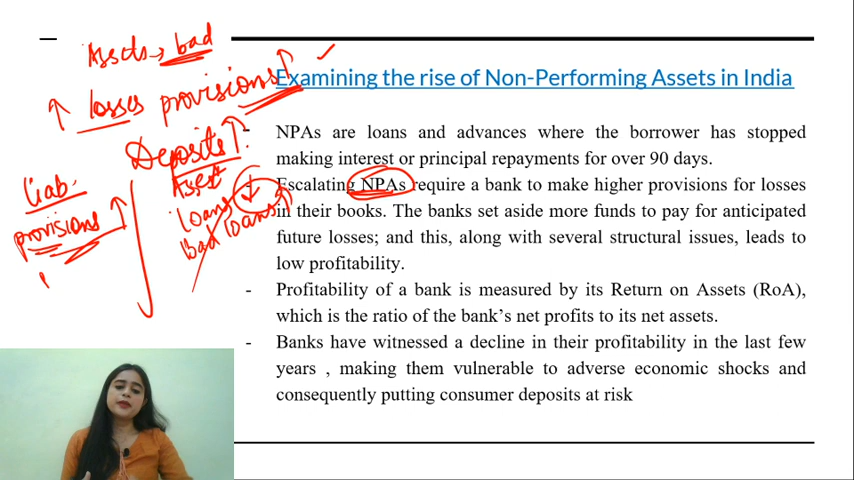 Assets → bad
↑ losses provisions ↑
Deposits ↑
Liab.
provisions ↑
Asset
loans ↓
Bad loans ↑
Examining the rise of Non-Performing Assets in India
- NPAs are loans and advances where the borrower has stopped
making interest or principal repayments for over 90 days.
- Escalating NPAs require a bank to make higher provisions for losses
in their books. The banks set aside more funds to pay for anticipated
future losses; and this, along with several structural issues, leads to
low profitability.
- Profitability of a bank is measured by its Return on Assets (RoA),
which is the ratio of the bank's net profits to its net assets.
- Banks have witnessed a decline in their profitability in the last few
years , making them vulnerable to adverse economic shocks and
consequently putting consumer deposits at risk